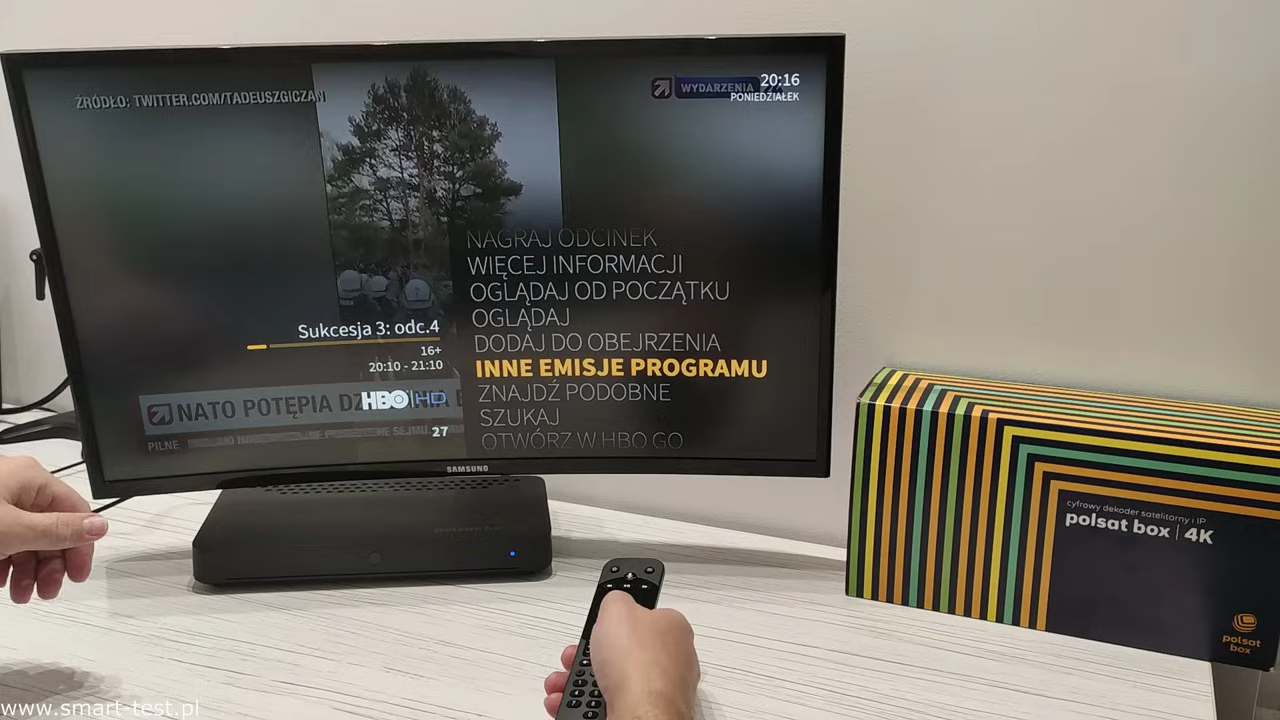 ŹRÓDŁO: TWITTER.COM/TADEUSZGICZAN
WYDARZENIA
20:16
PONIEDZIAŁEK
NAGRAJ ODCINEK
WIĘCEJ INFORMACJI
OGLĄDAJ OD POCZĄTKU
OGLĄDAJ
DODAJ DO OBEJRZENIA
INNE EMISJE PROGRAMU
ZNAJDŹ PODOBNE
SZUKAJ
OTWÓRZ W HBO GO
Sukcesja 3: odc.4
16+
20:10 - 21:10
HBO HD
27
NATO POTĘPIA
PILNE
SEJMU
SAMSUNG
cyfrowy dekoder satelitarny i IP
polsat box | 4K
polsat
box
www.smart-test.pl